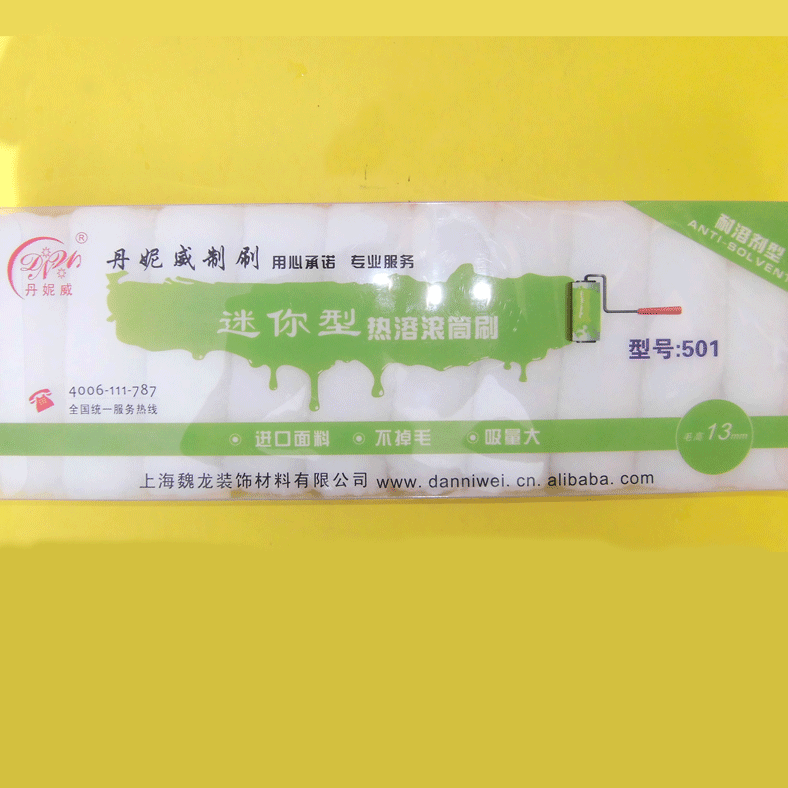 耐溶剂型
ANTI-SOLVENT
DNW
®
丹妮威
丹妮威制刷 用心承诺 专业服务
迷你型热溶滚筒刷
型号:501
4006-111-787
全国统一服务热线
进口面料 不掉毛 吸量大
毛高13mm
上海魏龙装饰材料有限公司 www.danniwei.cn.alibaba.com